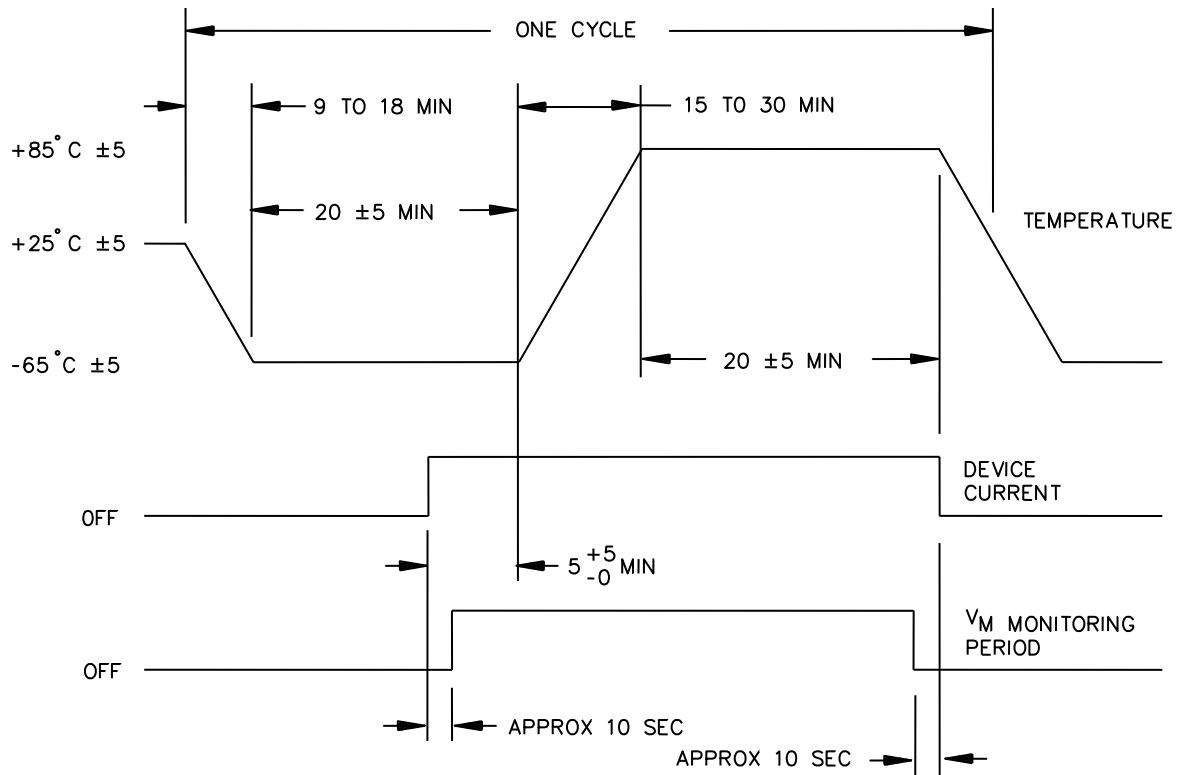 ONE CYCLE
9 TO 18 MIN
15 TO 30 MIN
+85°C ±5
20 ±5 MIN
TEMPERATURE
+25°C ±5
-65°C ±5
20 ±5 MIN
DEVICE
CURRENT
OFF
5 +5 -0 MIN
VM MONITORING
PERIOD
OFF
APPROX 10 SEC
APPROX 10 SEC